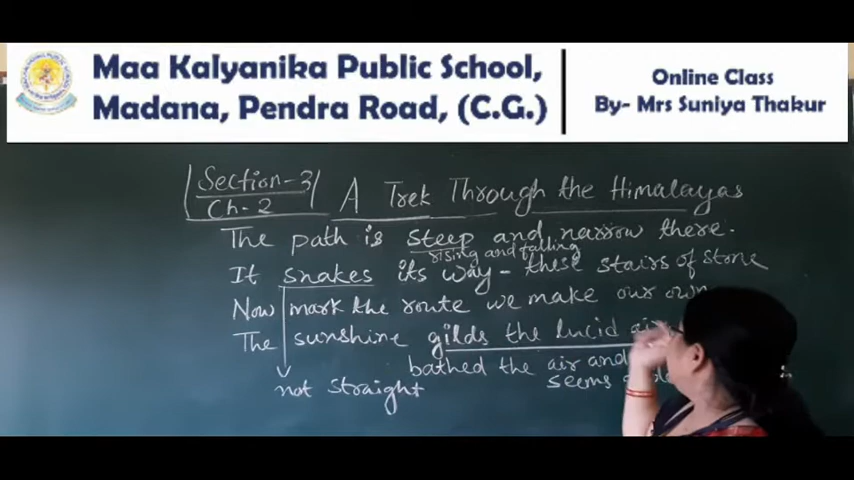 Maa Kalyanika Public School,
Madana, Pendra Road, (C.G.)
Online Class
By- Mrs Suniya Thakur
Section-3
Ch-2
A Trek Through the Himalayas
The path is steep and narrow there.
rising and falling
It snakes its way - these stairs of stone
Now mark the route we make our own
The sunshine gilds the lucid air
bathed the air and
not straight
seems